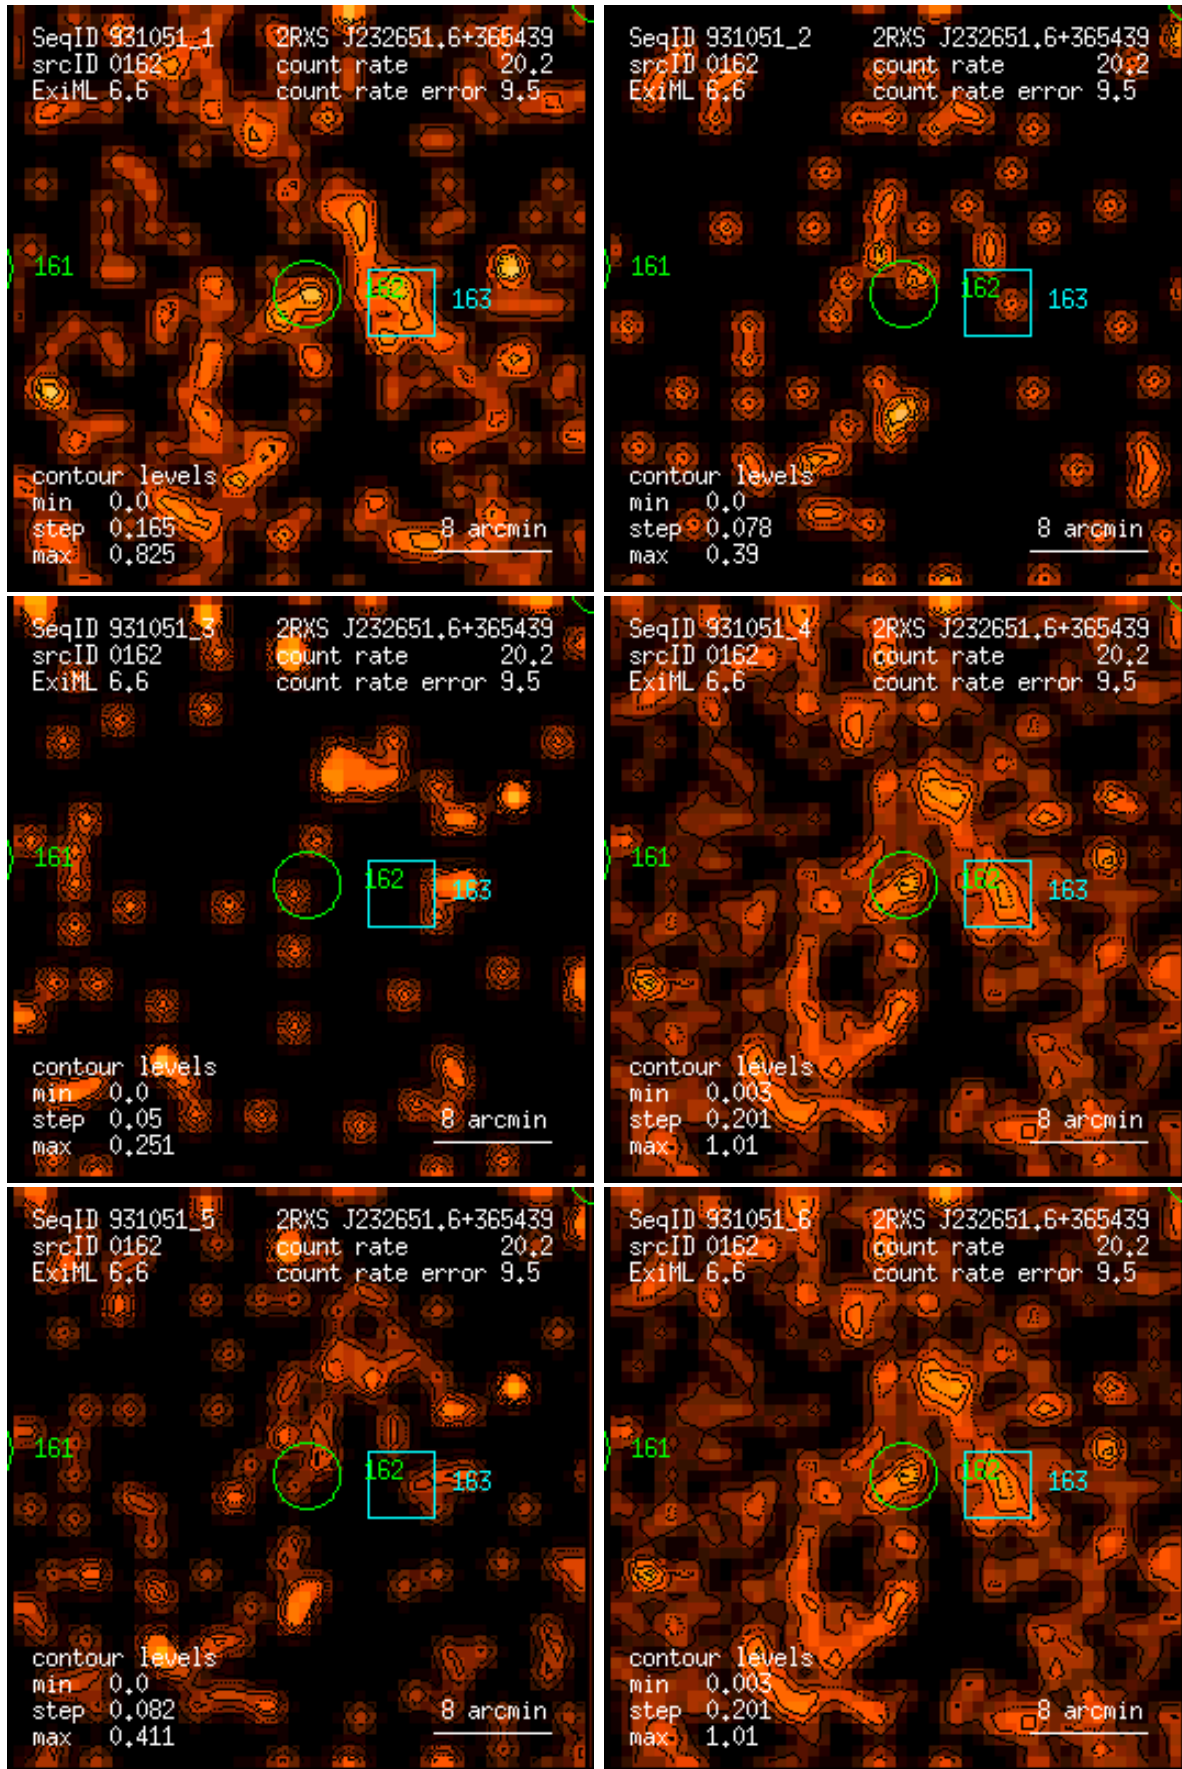 SeqID 931051_1 2RXS J232651.6+365439
srcID 0162 count rate 20.2
ExiML 6.6 count rate error 9.5
161
162
163
contour levels
min 0.0
step 0.165
max 0.825
8 arcmin
SeqID 931051_2 2RXS J232651.6+365439
srcID 0162 count rate 20.2
ExiML 6.6 count rate error 9.5
161
162
163
contour levels
min 0.0
step 0.078
max 0.39
8 arcmin
SeqID 931051_3 2RXS J232651.6+365439
srcID 0162 count rate 20.2
ExiML 6.6 count rate error 9.5
161
162
163
contour levels
min 0.0
step 0.05
max 0.251
8 arcmin
SeqID 931051_4 2RXS J232651.6+365439
srcID 0162 count rate 20.2
ExiML 6.6 count rate error 9.5
161
162
163
contour levels
min 0.003
step 0.201
max 1.01
8 arcmin
SeqID 931051_5 2RXS J232651.6+365439
srcID 0162 count rate 20.2
ExiML 6.6 count rate error 9.5
161
162
163
contour levels
min 0.0
step 0.082
max 0.411
8 arcmin
SeqID 931051_6 2RXS J232651.6+365439
srcID 0162 count rate 20.2
ExiML 6.6 count rate error 9.5
161
162
163
contour levels
min 0.003
step 0.201
max 1.01
8 arcmin